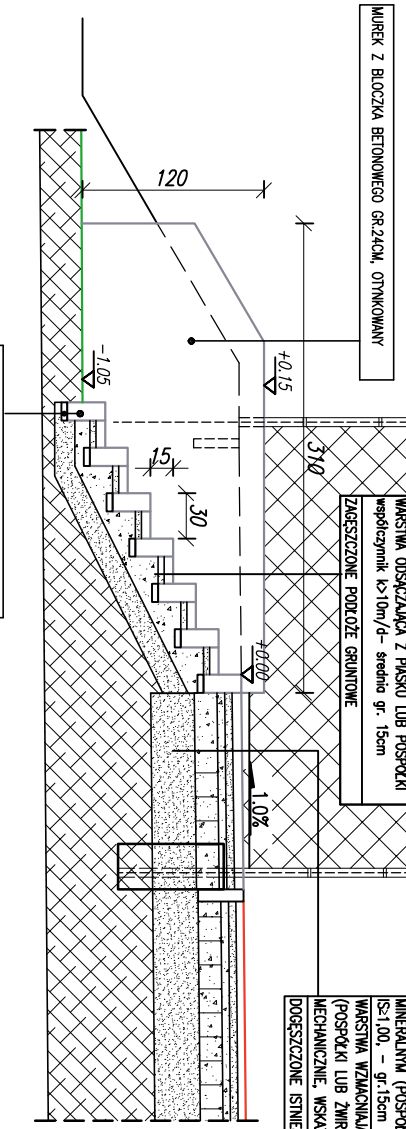 MUREK Z BLOCZKA BETONOWEGO GR.24CM, OTYNKOWANY
120
310
+0.15
-1.05
15
30
+0.00
1.0%
WARSTWA ODSĄCZAJĄCA Z PIASKU LUB POSPÓŁKI
współczynnik k>10m/d- średnio gr. 15cm
ZAGĘSZCZONE PODŁOŻE GRUNTOWE
MINERALNYM (POSPÓŁ
IS≥1,00, - gr.15cm
WARSTWA WZMACNIAJ
(POSPÓŁKI LUB ŻWIR
MECHANICZNIE, WSKA
DOGĘSZCZONE ISTNIE